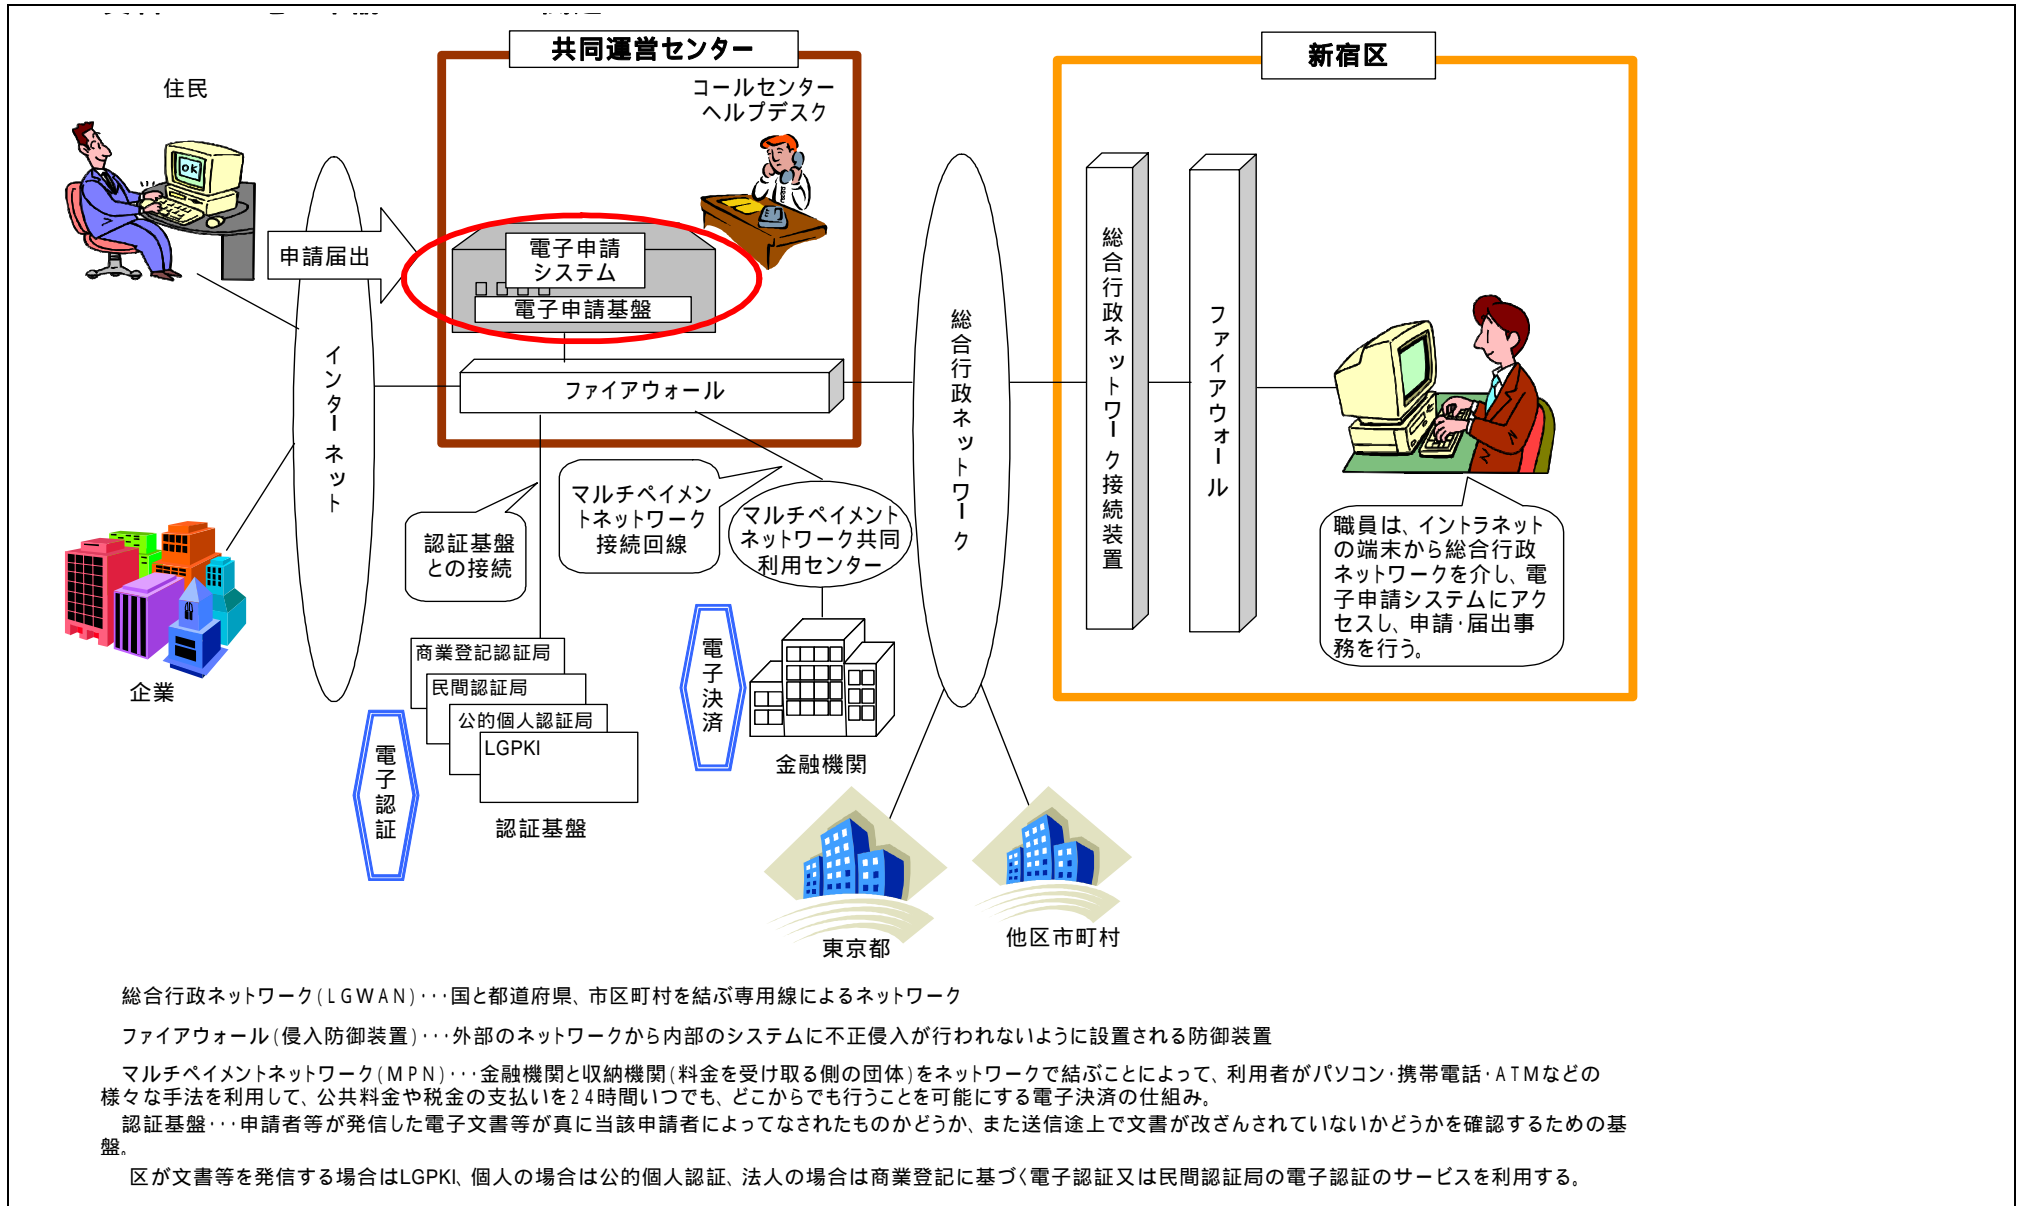 共同運営センター
新宿区
住民
コールセンター
ヘルプデスク
申請届出
電子申請
システム
電子申請基盤
インターネット
ファイアウォール
総合行政ネットワーク
総合行政ネットワーク接続装置
ファイアウォール
認証基盤
との接続
マルチペイメン
トネットワーク
接続回線
マルチペイメント
ネットワーク共同
利用センター
職員は、イントラネット
の端末から総合行政
ネットワークを介し、電
子申請システムにアク
セスし、申請・届出事
務を行う。
企業
商業登記認証局
民間認証局
公的個人認証局
LGPKI
電子認証
認証基盤
電子決済
金融機関
東京都
他区市町村
総合行政ネットワーク(LGWAN)・・・国と都道府県、市区町村を結ぶ専用線によるネットワーク
ファイアウォール(侵入防御装置)・・・外部のネットワークから内部のシステムに不正侵入が行われないように設置される防御装置
マルチペイメントネットワーク(MPN)・・・金融機関と収納機関(料金を受け取る側の団体)をネットワークで結ぶことによって、利用者がパソコン・携帯電話・ATMなどの
様々な手法を利用して、公共料金や税金の支払いを24時間いつでも、どこからでも行うことを可能にする電子決済の仕組み。
認証基盤・・・申請者等が発信した電子文書等が真に当該申請者によってなされたものかどうか、また送信途上で文書が改ざんされていないかどうかを確認するための基
盤。
区が文書等を発信する場合はLGPKI、個人の場合は公的個人認証、法人の場合は商業登記に基づく電子認証又は民間認証局の電子認証のサービスを利用する。